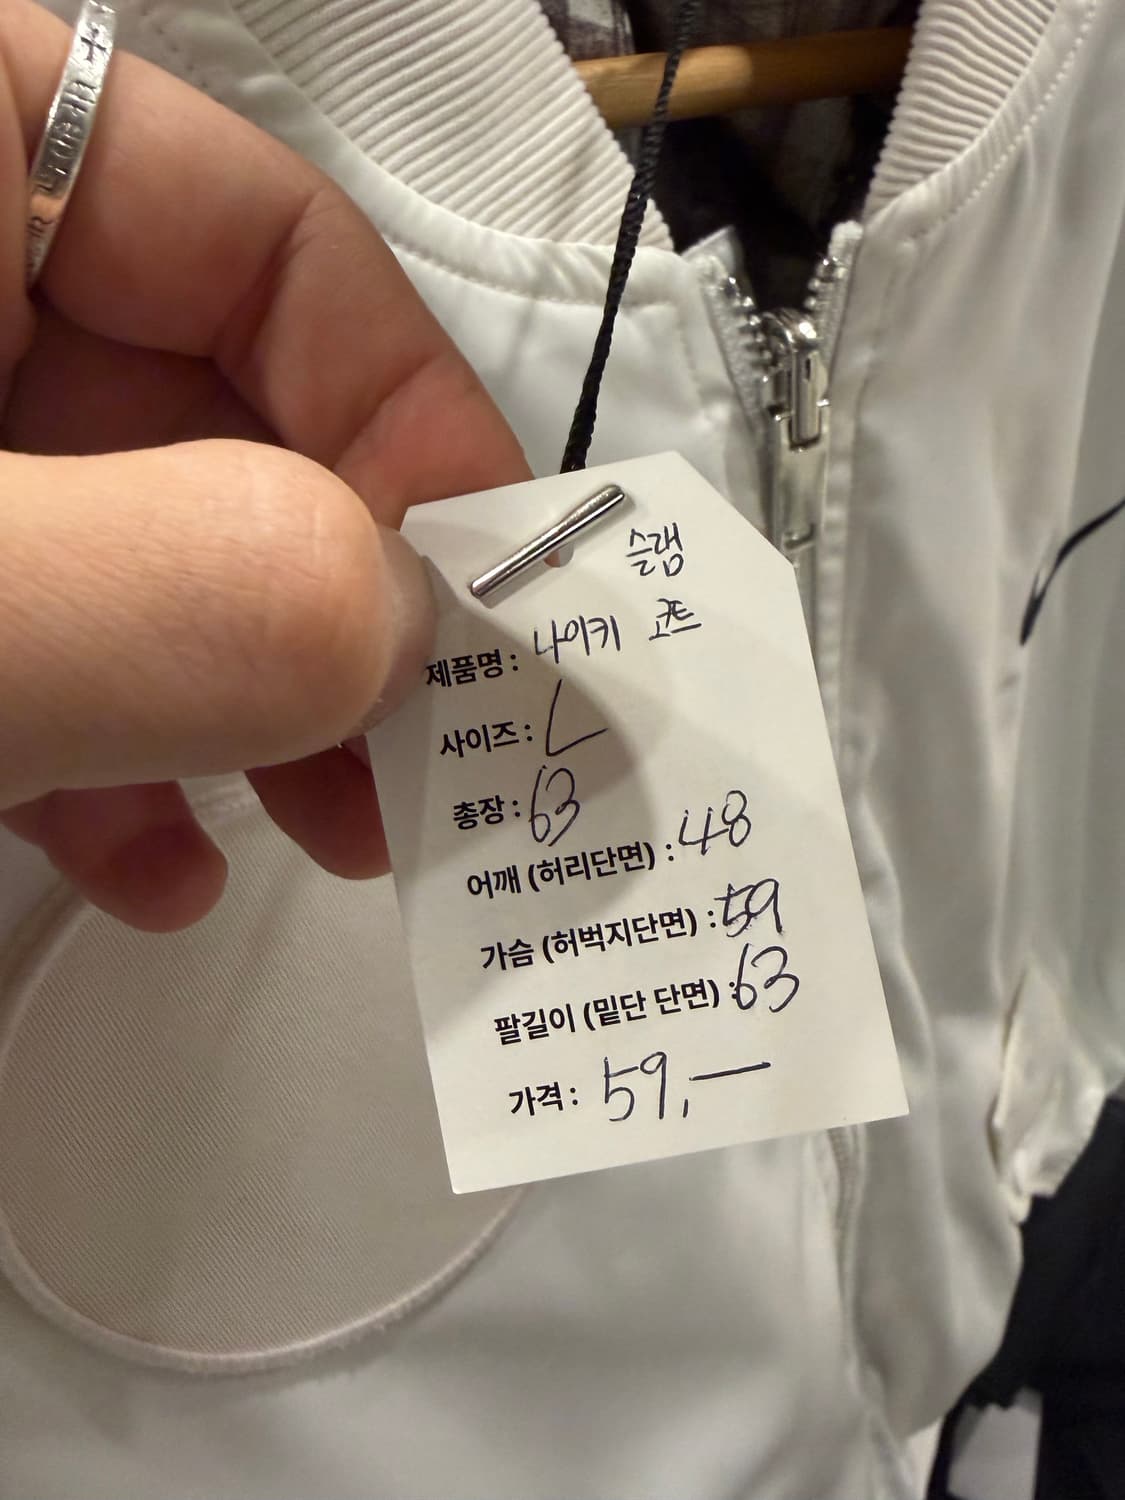 슬램
제품명 : 나이키 코트
사이즈 : L
총장 : 63
어깨 (허리단면) : 48
가슴 (허벅지단면) : 59
팔길이 (밑단 단면) : 63
가격 : 59,—